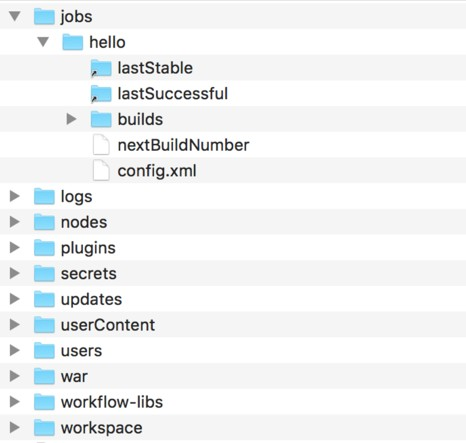 jobs
hello
lastStable
lastSuccessful
builds
nextBuildNumber
config.xml
logs
nodes
plugins
secrets
updates
userContent
users
war
workflow-libs
workspace